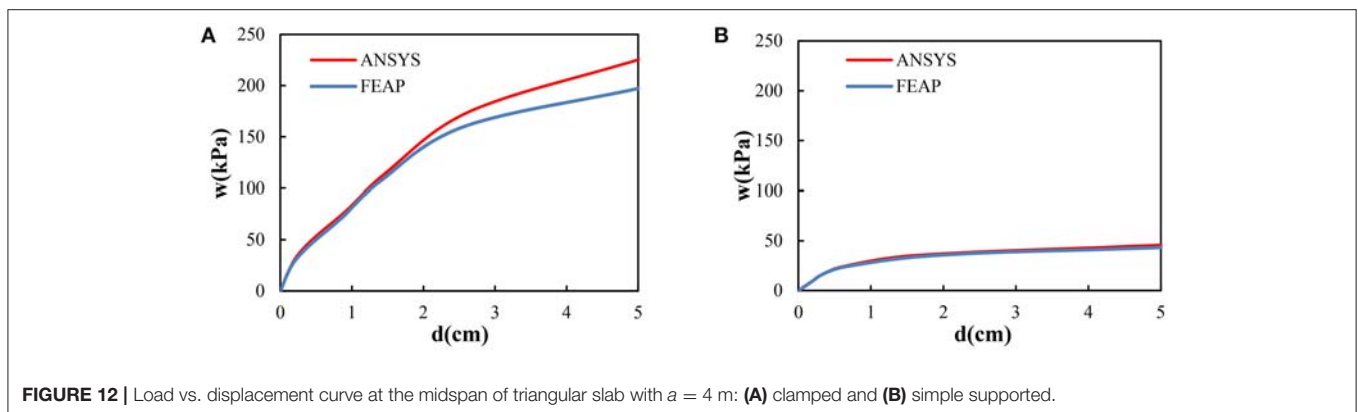 A
250
200
150
100
50
0
w(kPa)
ANSYS
FEAP
0 1 2 3 4 5
d(cm)
B
250
200
150
100
50
0
w(kPa)
ANSYS
FEAP
0 1 2 3 4 5
d(cm)
FIGURE 12 | Load vs. displacement curve at the midspan of triangular slab with a = 4 m: (A) clamped and (B) simple supported.